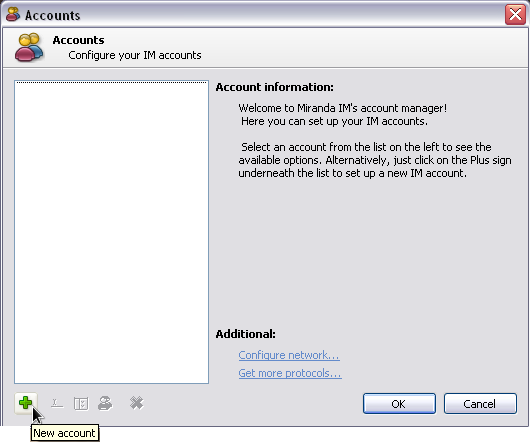 Accounts
Accounts
Configure your IM accounts
Account information:
Welcome to Miranda IM's account manager!
Here you can set up your IM accounts.
Select an account from the list on the left to see the
available options. Alternatively, just click on the Plus sign
underneath the list to set up a new IM account.
Additional:
Configure network...
Get more protocols...
OK
Cancel
New account